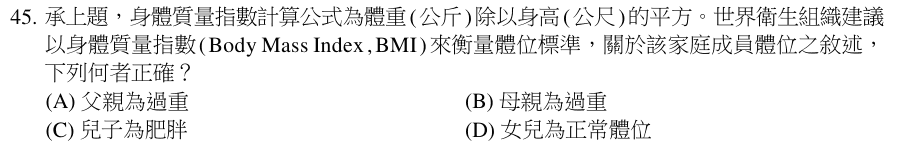 45. 承上題，身體質量指數計算公式為體重(公斤)除以身高(公尺)的平方。世界衛生組織建議
以身體質量指數(Body Mass Index,BMI)來衡量體位標準，關於該家庭成員體位之敘述，
下列何者正確？
(A) 父親為過重 (B) 母親為過重
(C) 兒子為肥胖 (D) 女兒為正常體位